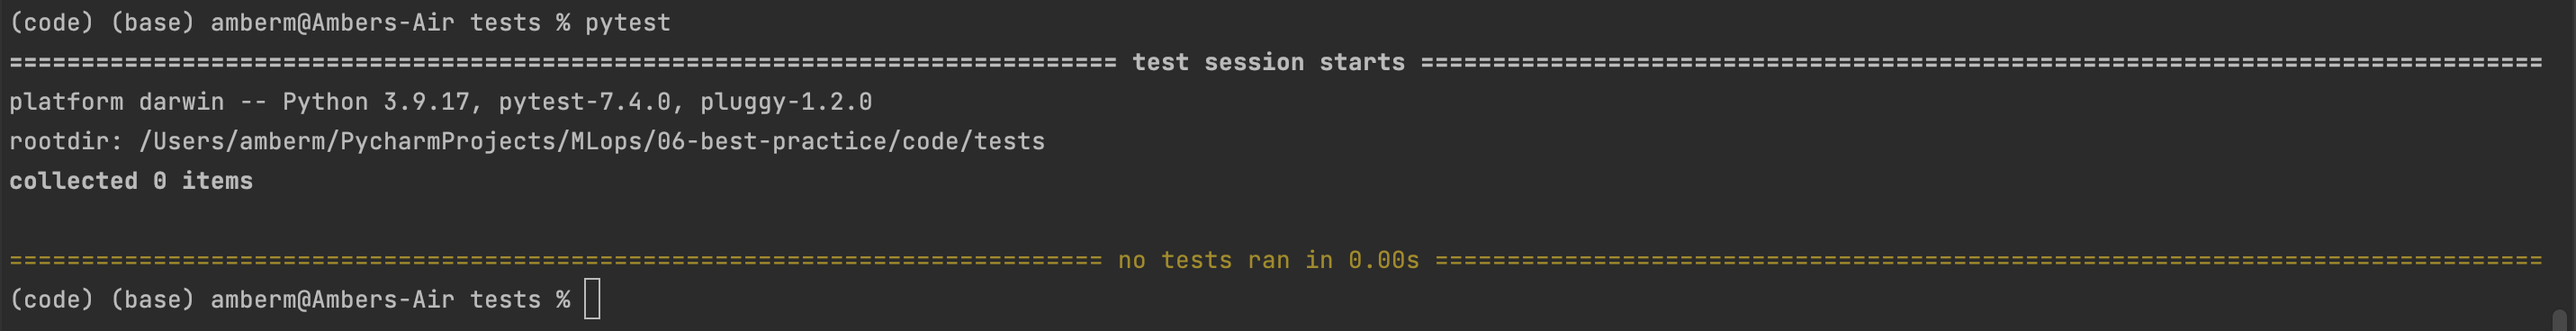 (code) (base) amberm@Ambers-Air tests % pytest
============================================================================= test session starts ==============================================================================
platform darwin -- Python 3.9.17, pytest-7.4.0, pluggy-1.2.0
rootdir: /Users/amberm/PycharmProjects/MLops/06-best-practice/code/tests
collected 0 items
============================================================================ no tests ran in 0.00s =============================================================================
(code) (base) amberm@Ambers-Air tests %